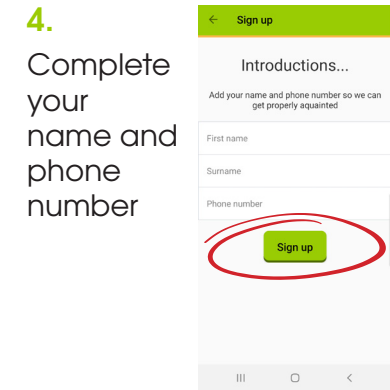 4.
Complete
your
name and
phone
number
Sign up
Introductions...
Add your name and phone number so we can
get properly aquainted
First name
Surname
Phone number
Sign up